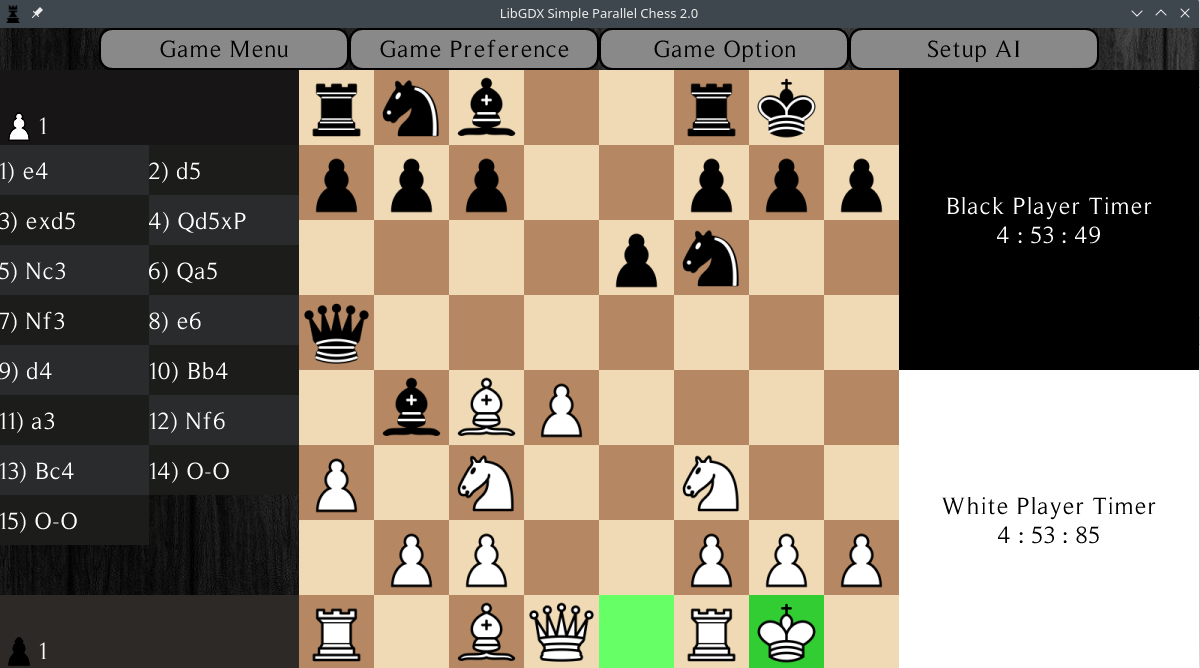 LibGDX Simple Parallel Chess 2.0
Game Menu Game Preference Game Option Setup AI
1
1) e4 2) d5
3) exd5 4) Qd5xP
5) Nc3 6) Qa5
7) Nf3 8) e6
9) d4 10) Bb4
11) a3 12) Nf6
13) Bc4 14) O-O
15) O-O
1
Black Player Timer
4 : 53 : 49
White Player Timer
4 : 53 : 85